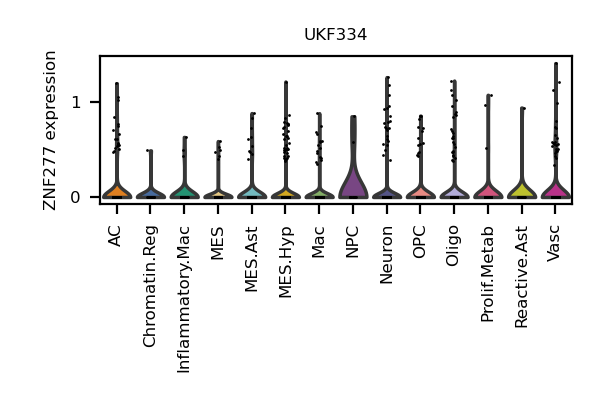 UKF334
ZNF277 expression
1
0
AC
Chromatin.Reg
Inflammatory.Mac
MES
MES.Ast
MES.Hyp
Mac
NPC
Neuron
OPC
Oligo
Prolif.Metab
Reactive.Ast
Vasc